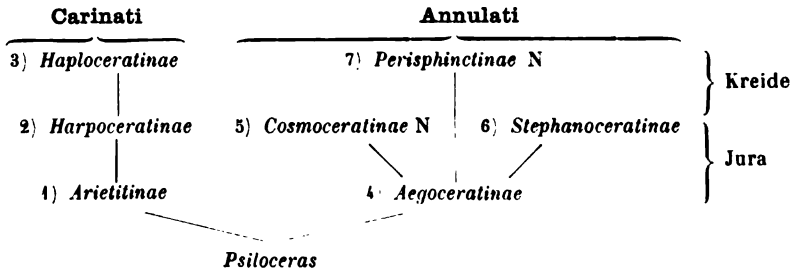 Carinati Annulati
3) Haploceratinae 7) Perisphinctinae N
Kreide
2) Harpoceratinae 5) Cosmoceratinae N 6) Stephanoceratinae
Jura
1) Arietitinae 4) Aegoceratinae
Psiloceras